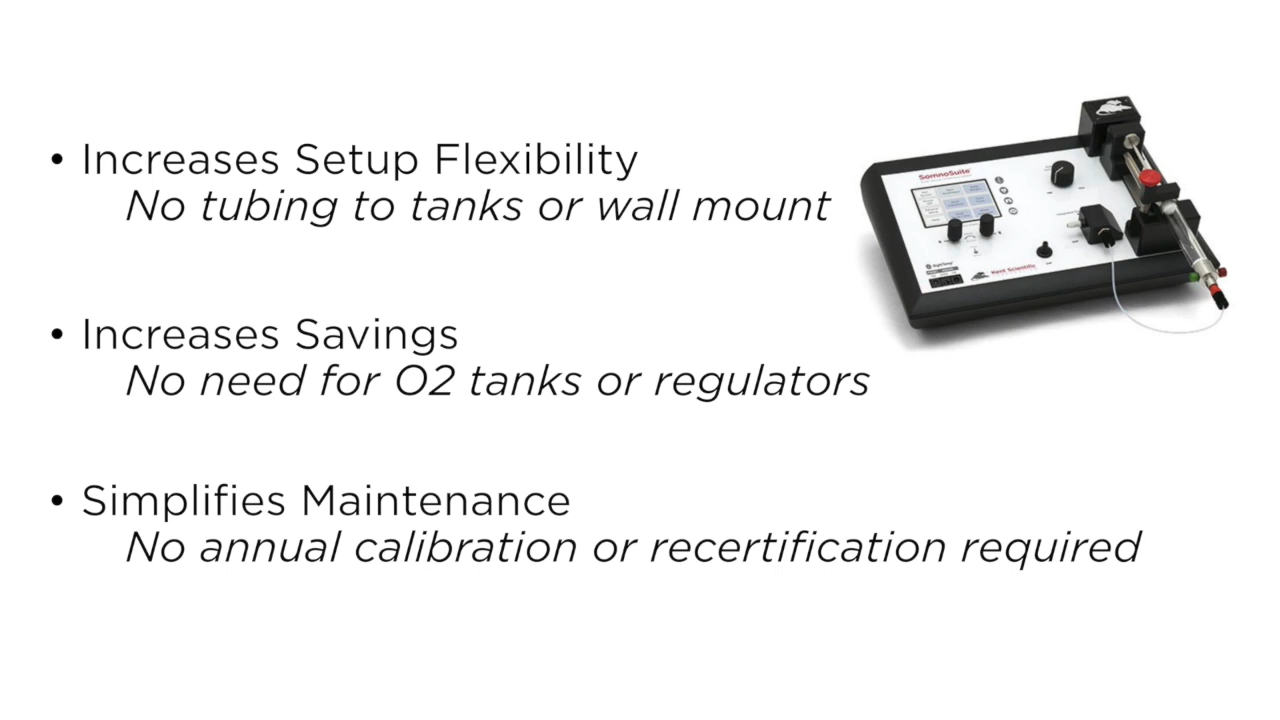 • Increases Setup Flexibility
No tubing to tanks or wall mount
• Increases Savings
No need for O2 tanks or regulators
• Simplifies Maintenance
No annual calibration or recertification required
SomnoSuite
Kent Scientific